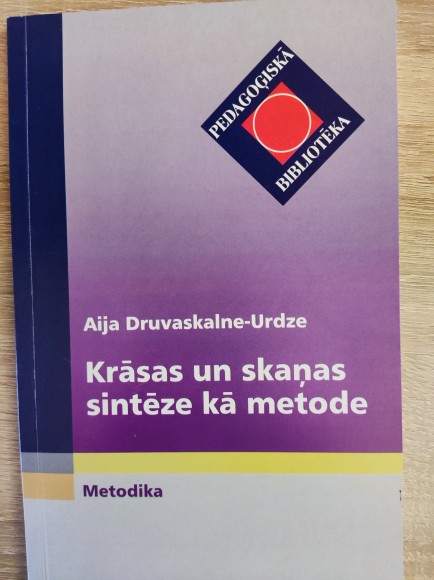 PEDAGOĢISKĀ
BIBLIOTĒKA
Aija Druvaskalne-Urdze
Krāsas un skaņas
sintēze kā metode
Metodika